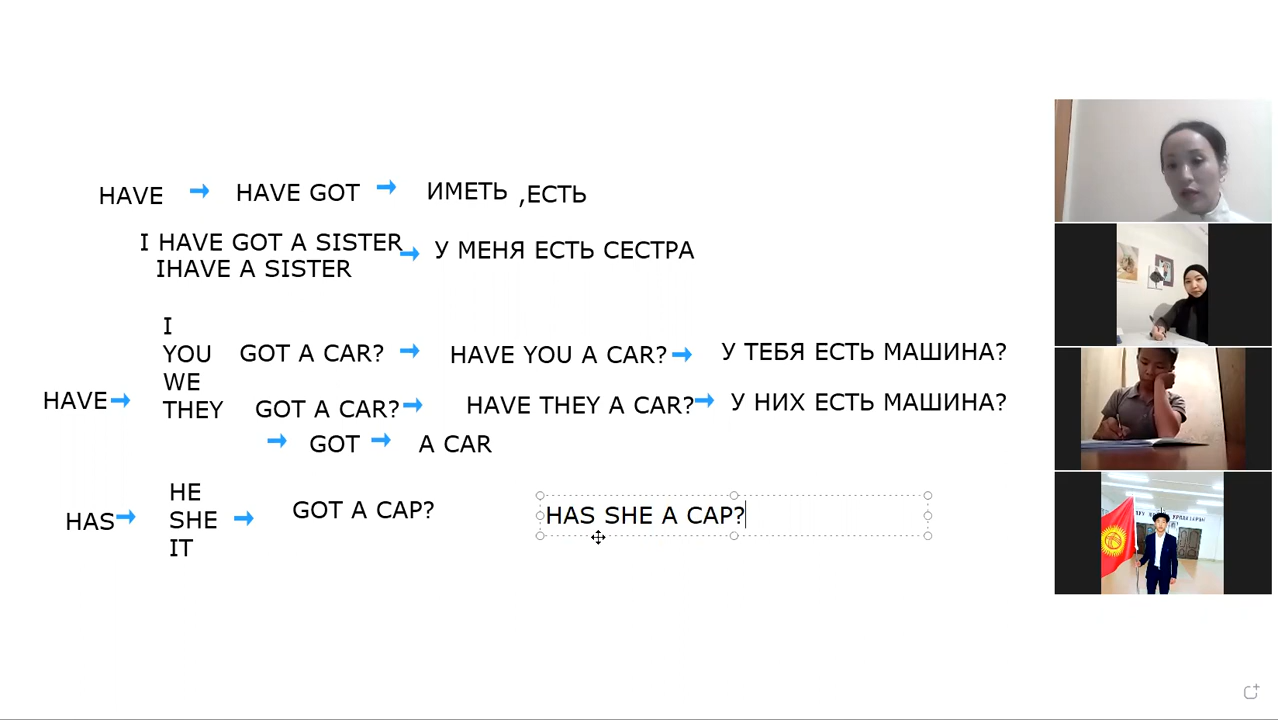 HAVE HAVE GOT ИМЕТЬ ,ЕСТЬ
I HAVE GOT A SISTER У МЕНЯ ЕСТЬ СЕСТРА
IHAVE A SISTER
I
YOU GOT A CAR? HAVE YOU A CAR? У ТЕБЯ ЕСТЬ МАШИНА?
WE
HAVE THEY GOT A CAR? HAVE THEY A CAR? У НИХ ЕСТЬ МАШИНА?
GOT A CAR
HE
HAS SHE GOT A CAP? HAS SHE A CAP?
IT